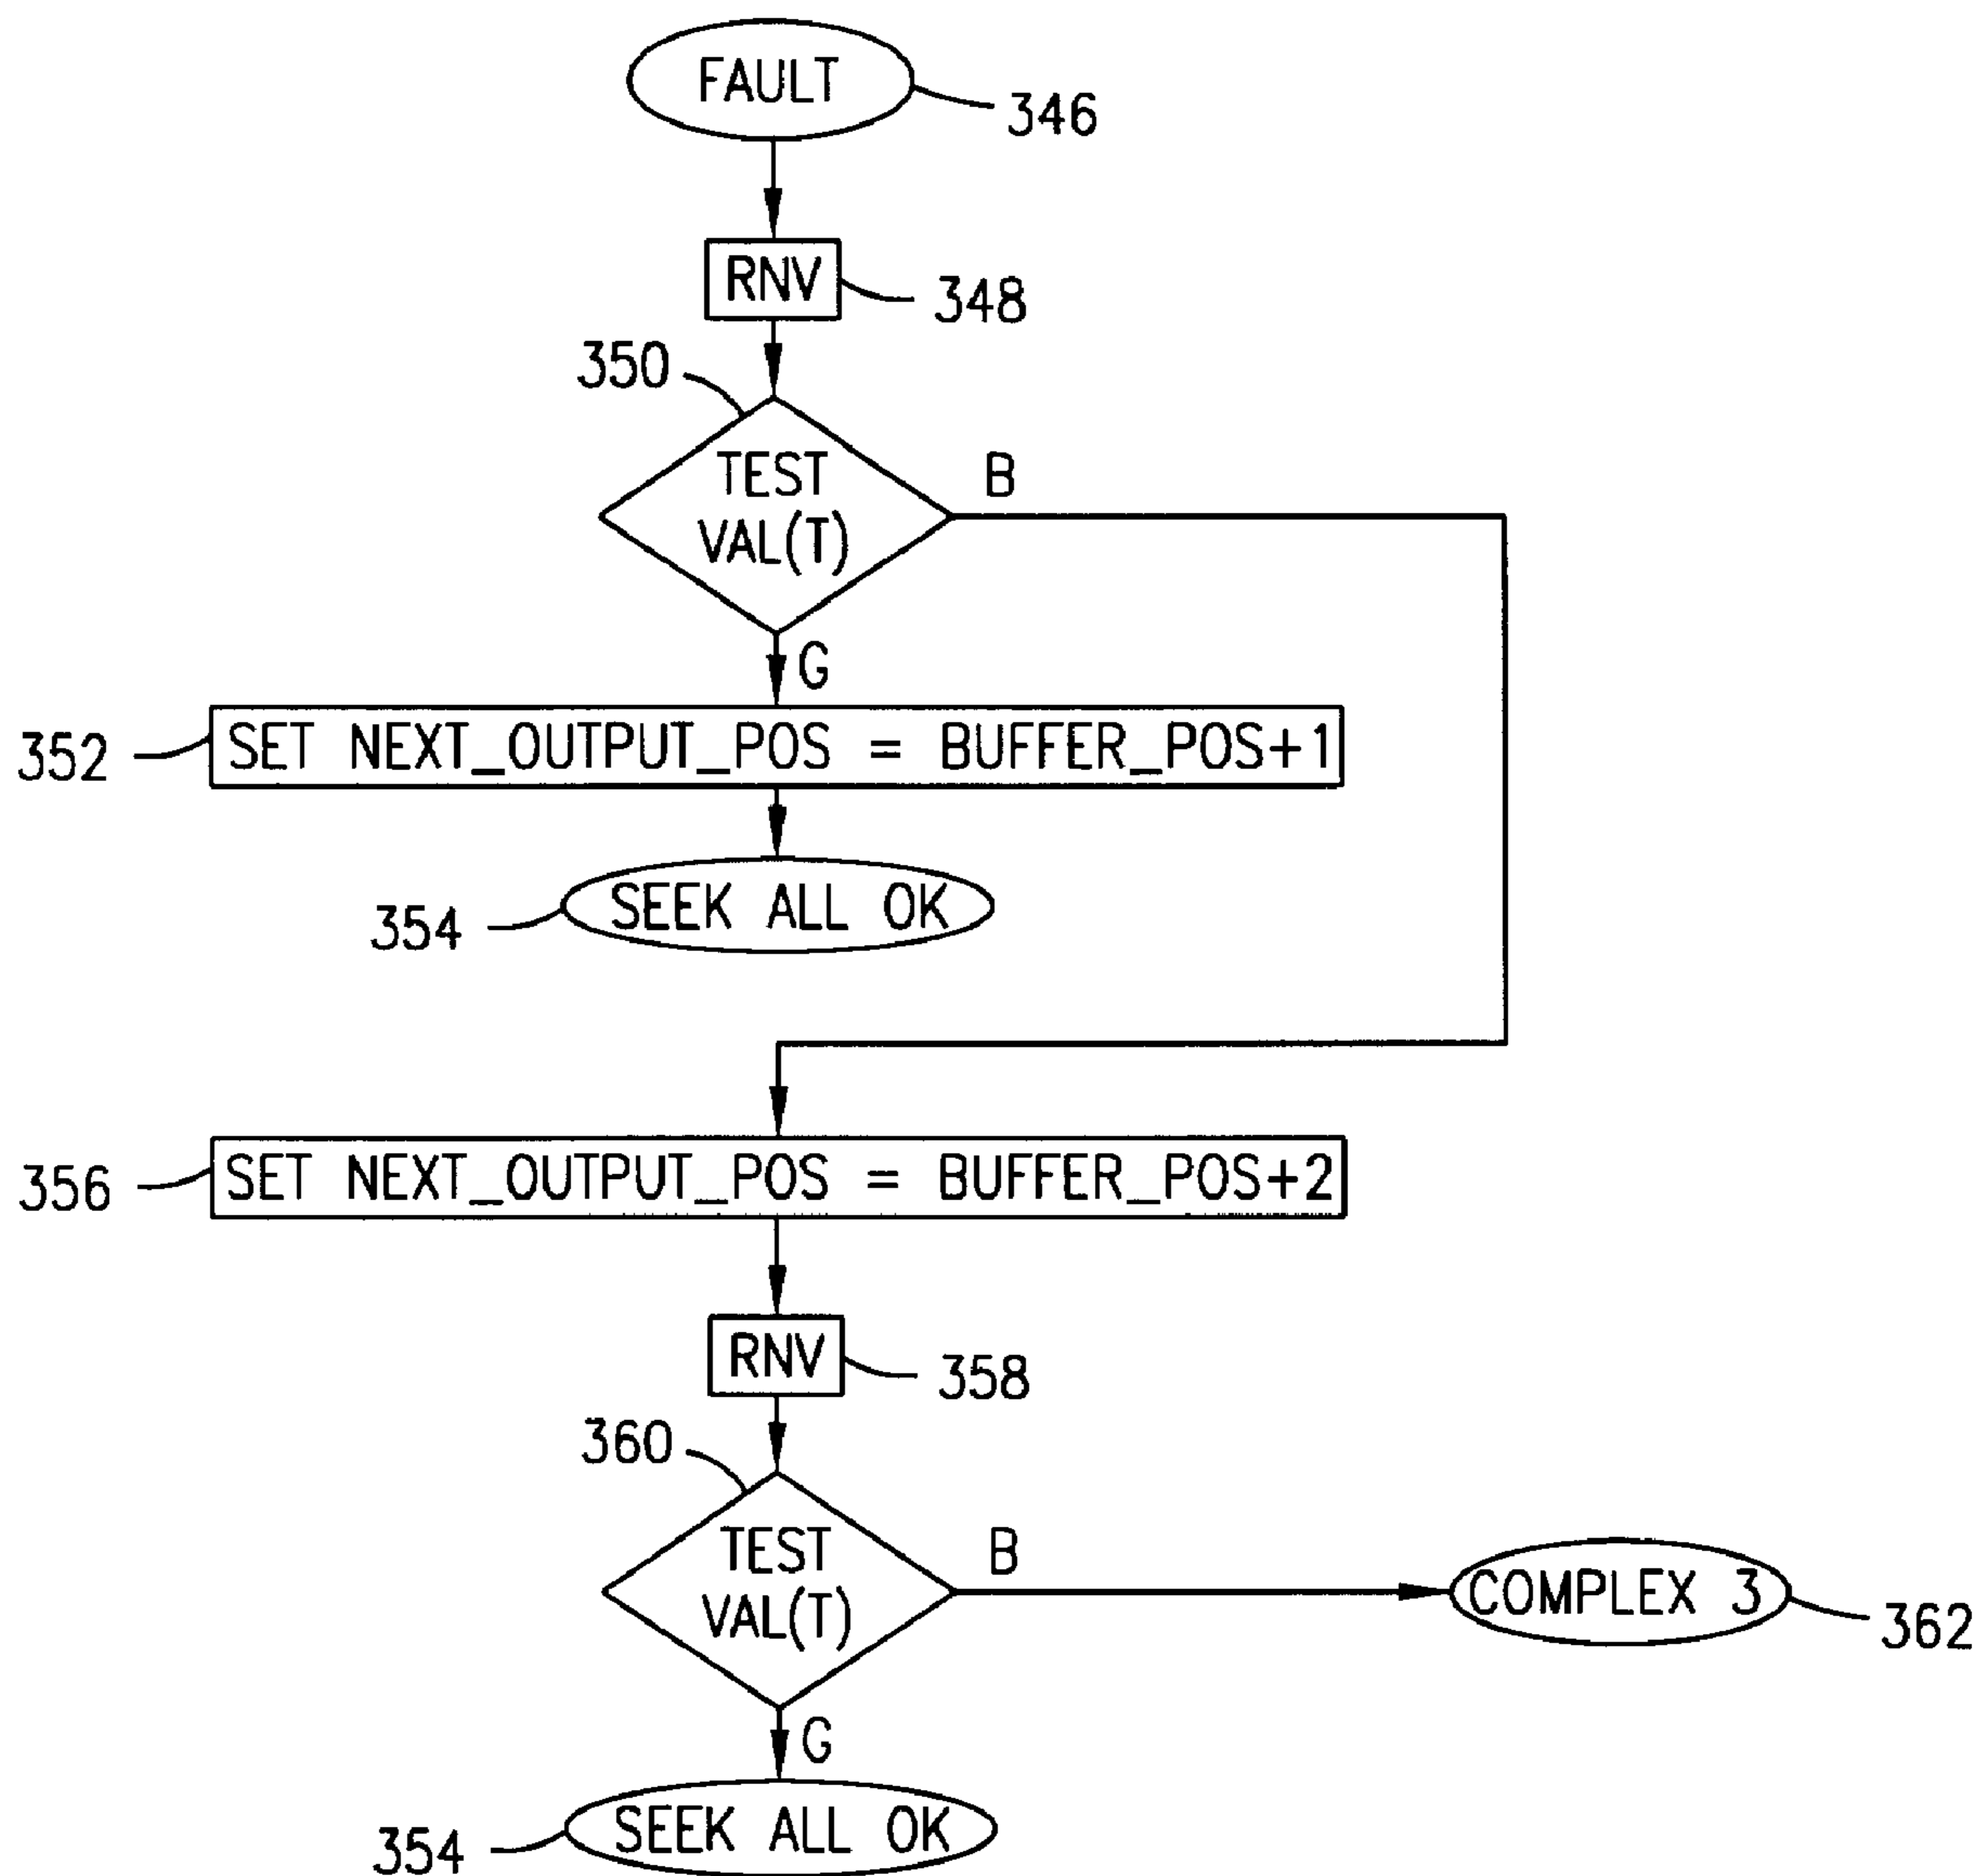 FAULT
346
RNV
348
350
TEST
VAL(T)
B
G
352
SET NEXT_OUTPUT_POS = BUFFER_POS+1
SEEK ALL OK
354
356
SET NEXT_OUTPUT_POS = BUFFER_POS+2
RNV
358
360
TEST
VAL(T)
B
COMPLEX 3
362
G
SEEK ALL OK
354